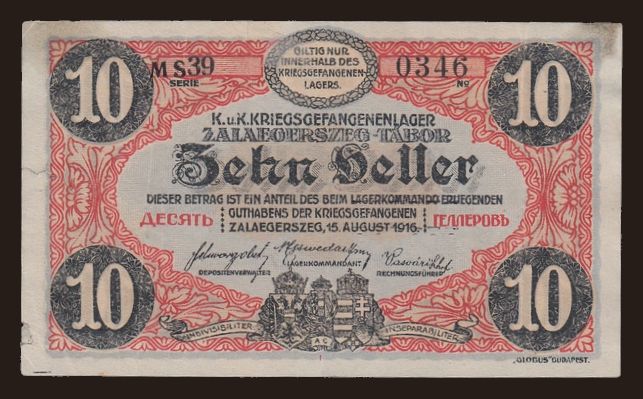 10
10
GILTIG NUR
INNERHALB DES
KRIEGSGEFANGENEN-
LAGERS.
MS39
SERIE
0346
No
K.u.K. KRIEGSGEFANGENENLAGER
ZALAEGERSZEG-TÁBOR
Zehn Heller
DIESER BETRAG IST EIN ANTEIL DES BEIM LAGERKOMMANDO ERLIEGENDEN
ДЕСЯТЬ
GUTHABENS DER KRIEGSGEFANGENEN
ГЕЛЛЕРОВЪ
ZALAEGERSZEG, 15. AUGUST 1916.
DEPOSITENVERWALTER
LAGERKOMMANDANT
RECHNUNGSFÜHRER
10
10
INDIVISIBILITER
AC
INSEPARABILITER
„GLOBUS" BUDAPEST.